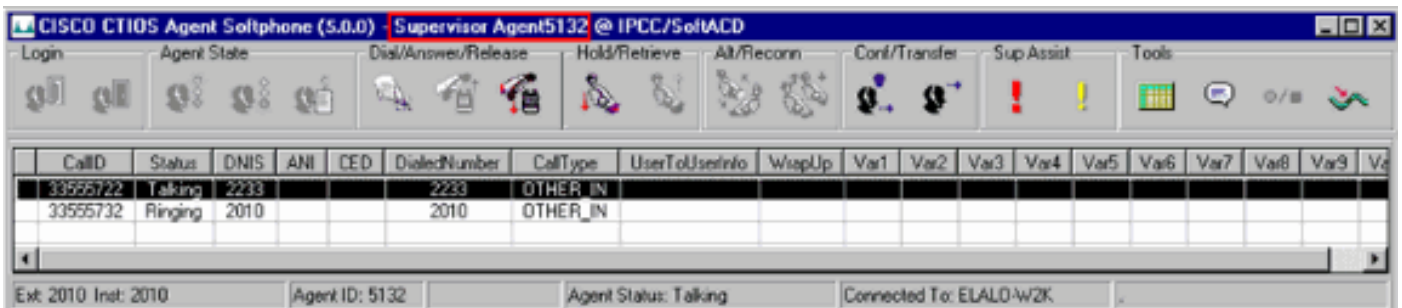 CISCO CTIOS Agent Softphone (5.0.0) - Supervisor Agent5132 @ IPCC/SoftACD
Login Agent State Dial/Answer/Release Hold/Retrieve Alt/Reconn Conf/Transfer Sup Assist Tools
CallID Status DNIS ANI CED DialedNumber CallType UserToUserInfo WrapUp Var1 Var2 Var3 Var4 Var5 Var6 Var7 Var8 Var9 Va
33555722 Talking 2233 2233 OTHER_IN
33555732 Ringing 2010 2010 OTHER_IN
Ext: 2010 Inst: 2010 Agent ID: 5132 Agent Status: Talking Connected To: ELALO-W2K .